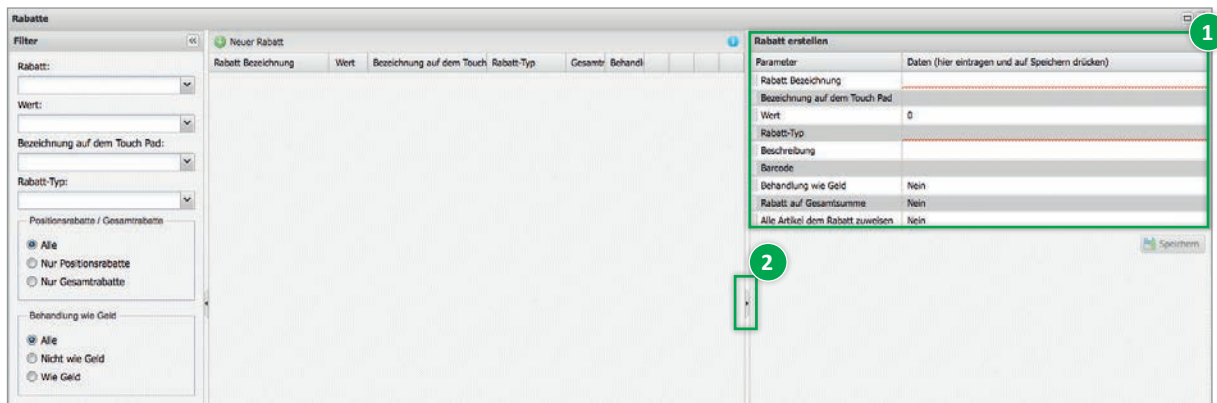 Rabatte
Filter
Rabatt:
Wert:
Bezeichnung auf dem Touch Pad:
Rabatt-Typ:
Positionsrabatte / Gesamtrabatte
Alle
Nur Positionsrabatte
Nur Gesamtrabatte
Behandlung wie Geld
Alle
Nicht wie Geld
Wie Geld
Neuer Rabatt
Rabatt Bezeichnung Wert Bezeichnung auf dem Touch Rabatt-Typ Gesamtr Behandl
1
Rabatt erstellen
Parameter Daten (hier eintragen und auf Speichern drücken)
Rabatt Bezeichnung
Bezeichnung auf dem Touch Pad
Wert 0
Rabatt-Typ
Beschreibung
Barcode
Behandlung wie Geld Nein
Rabatt auf Gesamtsumme Nein
Alle Artikel dem Rabatt zuweisen Nein
Speichern
2